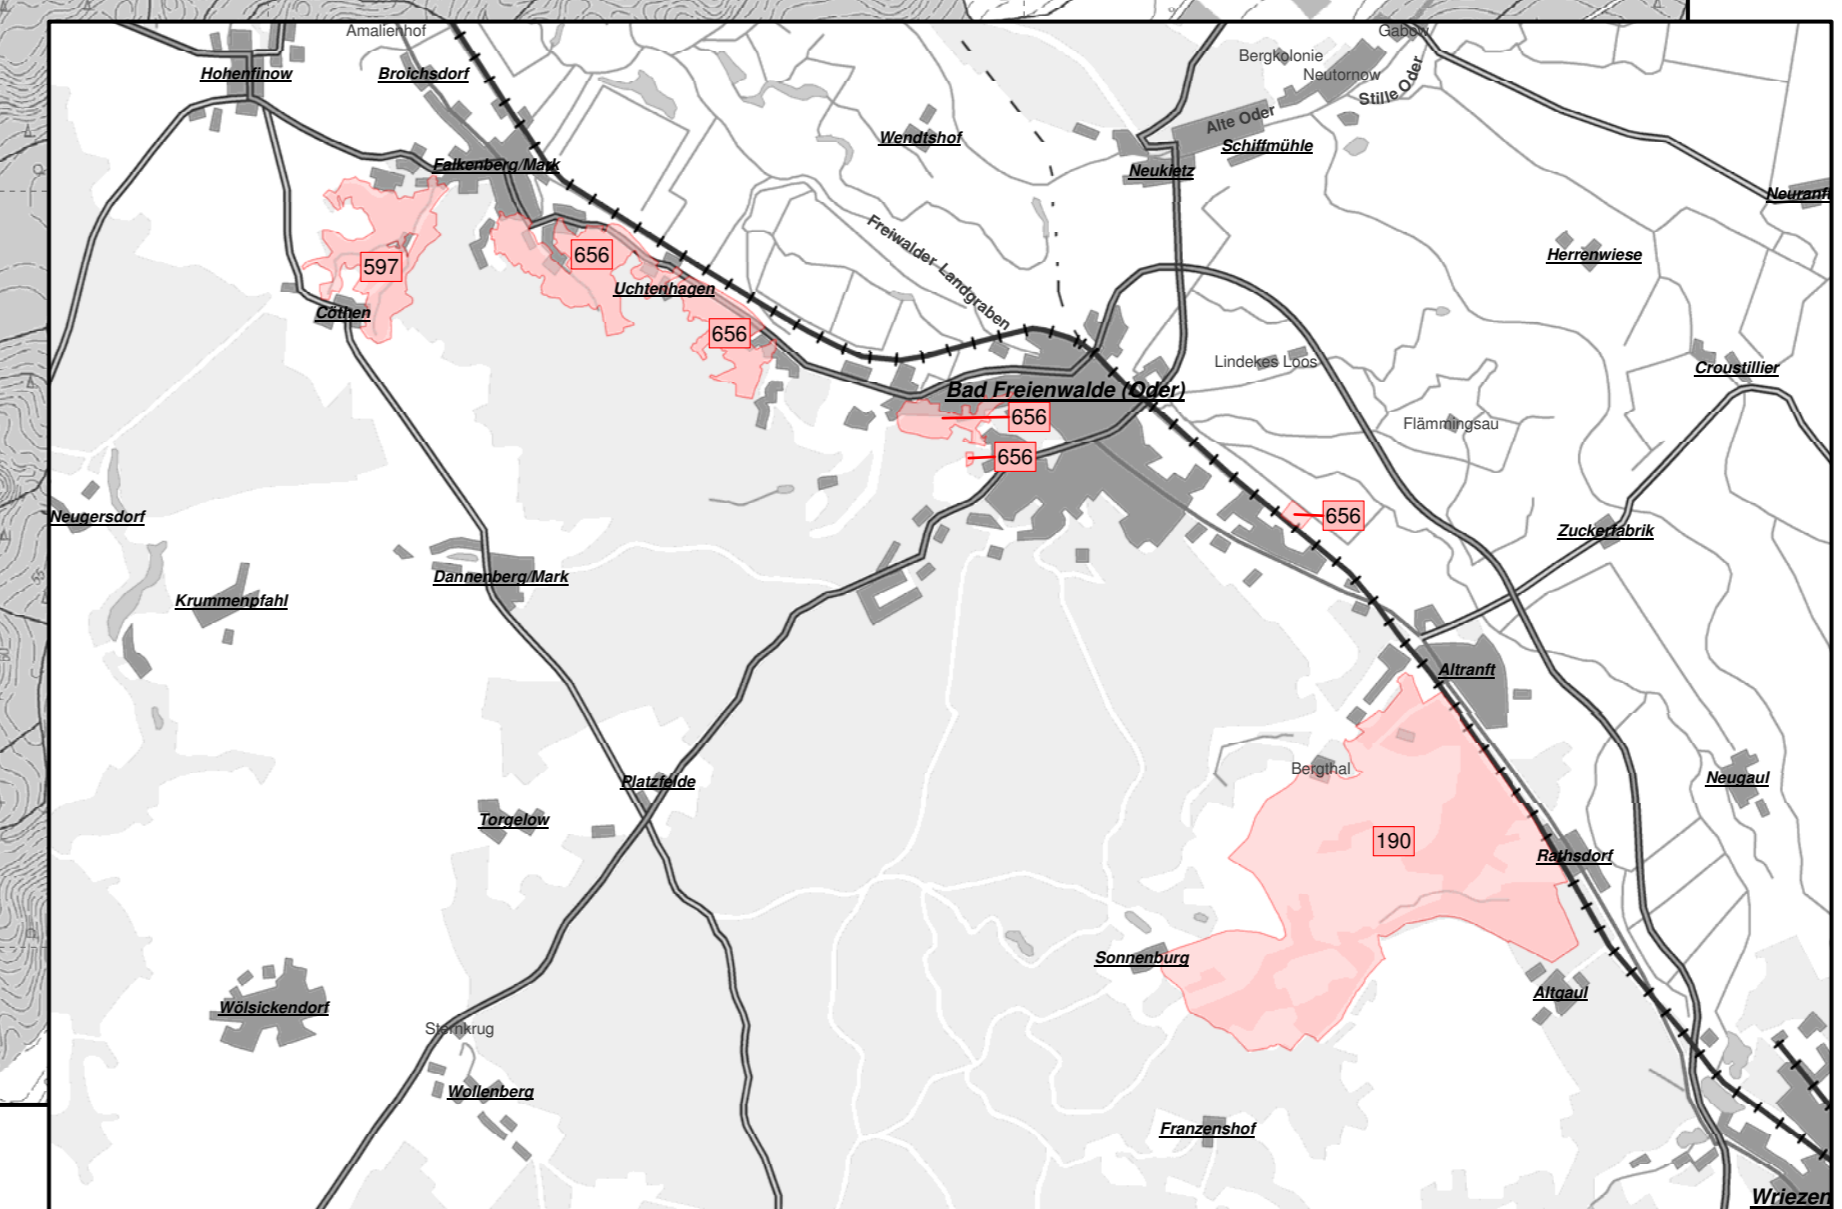 Amalienhof
Gabow
Bergkolonie
Hohenfinow
Broichsdorf
Neutornow
Stille Oder
Alte Oder
Wendtshof
Schiffmühle
Falkenberg/Mark
Neukietz
Neuranft
Freiwalder Landgraben
656
Herrenwiese
597
Uchtenhagen
Cöthen
656
Lindekes Loos
Croustillier
Bad Freienwalde (Oder)
656
Flämmingsau
656
Neugersdorf
656
Zuckerfabrik
Dannenberg/Mark
Krummenpfahl
Altranft
Bergthal
Platzfelde
Neugaul
Torgelow
190
Rathsdorf
Sonnenburg
Altgaul
Wölsickendorf
Sternkrug
Wollenberg
Franzenshof
Wriezen